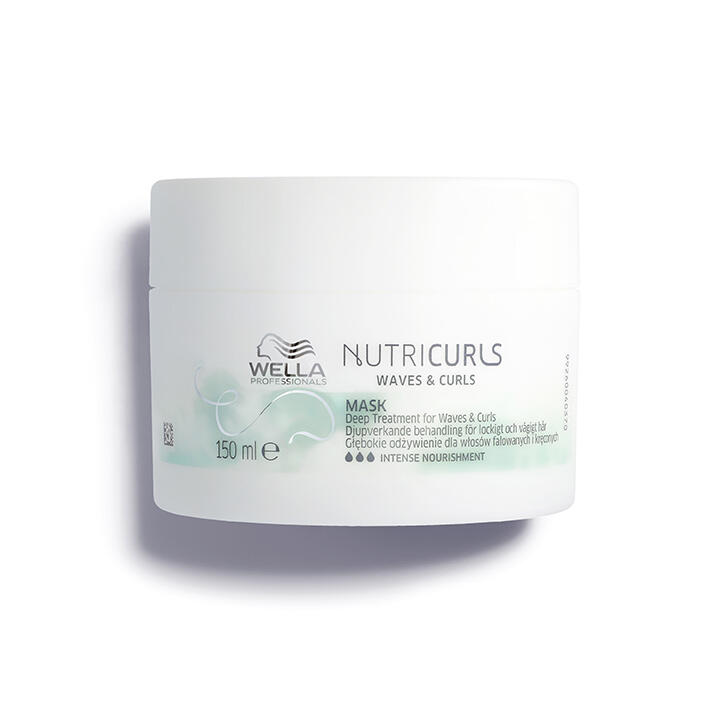 WELLA
PROFESSIONALS
NUTRICURLS
WAVES & CURLS
MASK
Deep Treatment for Waves & Curls
Djupverkande behandling för lockigt och vågigt hår
Głębokie odżywienie dla włosów falowanych i kręconych
INTENSE NOURISHMENT
150 ml ℮